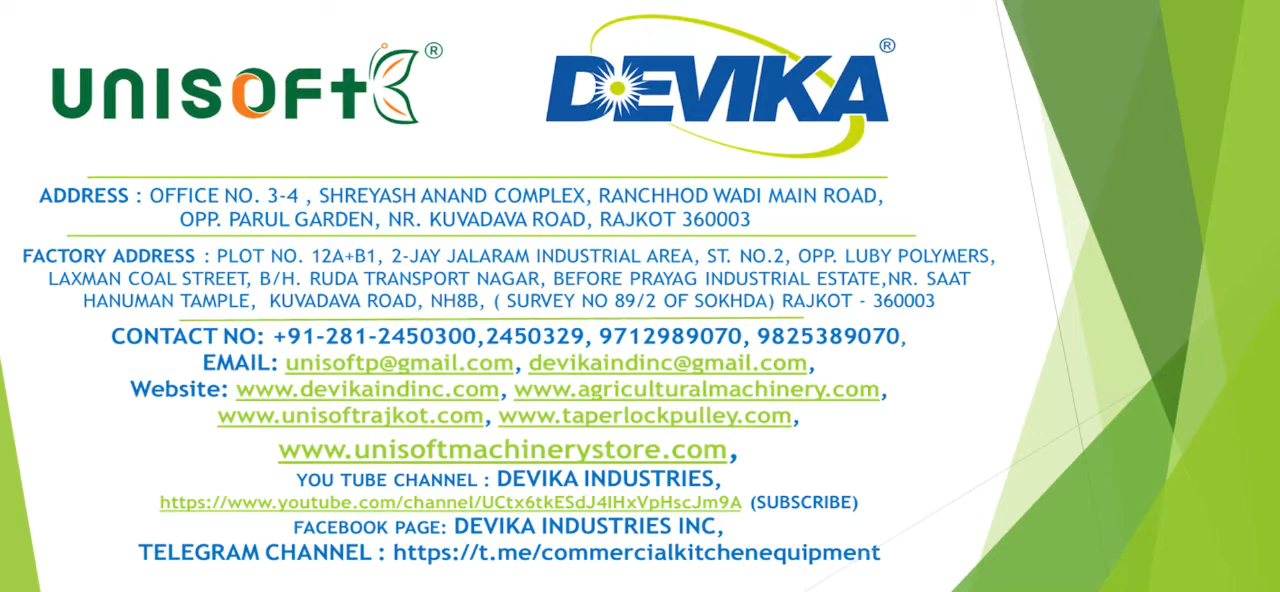 UNISOFT ®
DEVIKA ®
ADDRESS : OFFICE NO. 3-4 , SHREYASH ANAND COMPLEX, RANCHHOD WADI MAIN ROAD,
OPP. PARUL GARDEN, NR. KUVADAVA ROAD, RAJKOT 360003
FACTORY ADDRESS : PLOT NO. 12A+B1, 2-JAY JALARAM INDUSTRIAL AREA, ST. NO.2, OPP. LUBY POLYMERS,
LAXMAN COAL STREET, B/H. RUDA TRANSPORT NAGAR, BEFORE PRAYAG INDUSTRIAL ESTATE,NR. SAAT
HANUMAN TAMPLE, KUVADAVA ROAD, NH8B, ( SURVEY NO 89/2 OF SOKHDA) RAJKOT - 360003
CONTACT NO: +91-281-2450300,2450329, 9712989070, 9825389070,
EMAIL: unisoftp@gmail.com, devikaindinc@gmail.com,
Website: www.devikaindinc.com, www.agriculturalmachinery.com,
www.unisoftrajkot.com, www.taperlockpulley.com,
www.unisoftmachinerystore.com,
YOU TUBE CHANNEL : DEVIKA INDUSTRIES,
https://www.youtube.com/channel/UCtx6tkESdJ4IHxVpHscJm9A (SUBSCRIBE)
FACEBOOK PAGE: DEVIKA INDUSTRIES INC,
TELEGRAM CHANNEL : https://t.me/commercialkitchenequipment